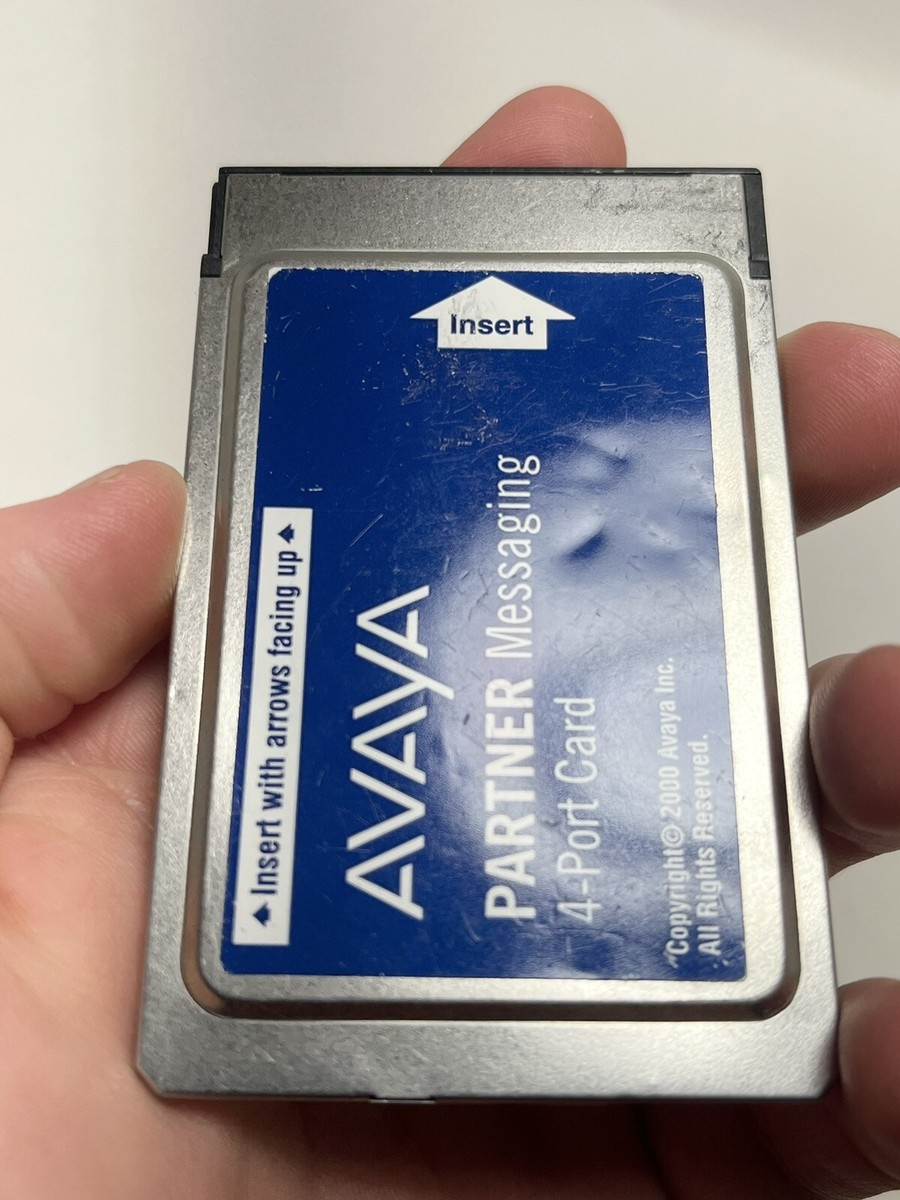 Insert
Insert with arrows facing up
AVAYA
PARTNER Messaging
4-Port Card
Copyright© 2000 Avaya Inc.
All Rights Reserved.